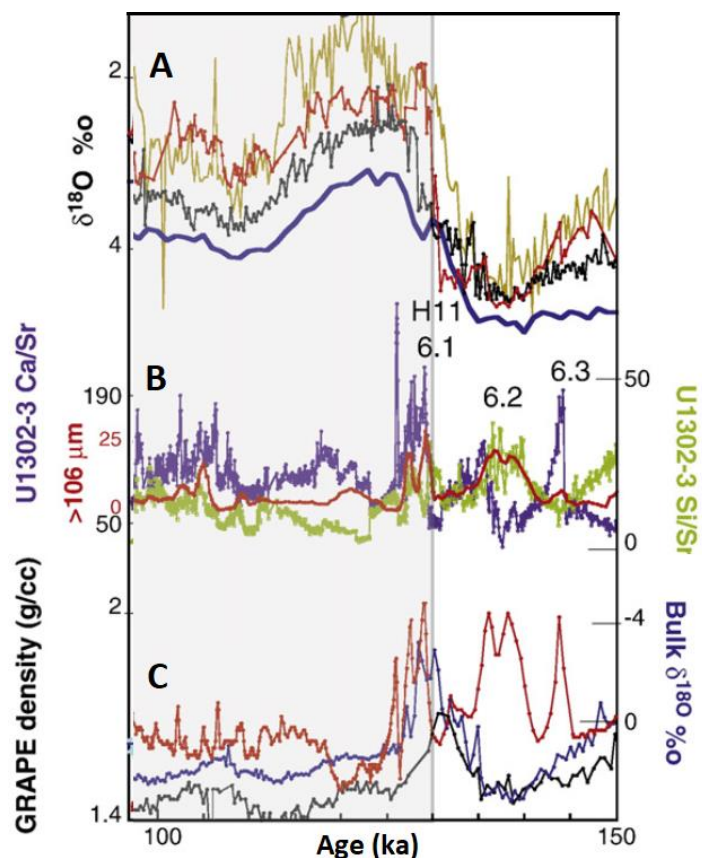 A
2
δ18O ‰
4
H11
6.1
6.2
6.3
B
U1302-3 Ca/Sr
>106 μm
190
25
0
50
50
0
U1302-3 Si/Sr
C
GRAPE density (g/cc)
2
1.4
-4
0
Bulk δ18O ‰
100
Age (ka)
150